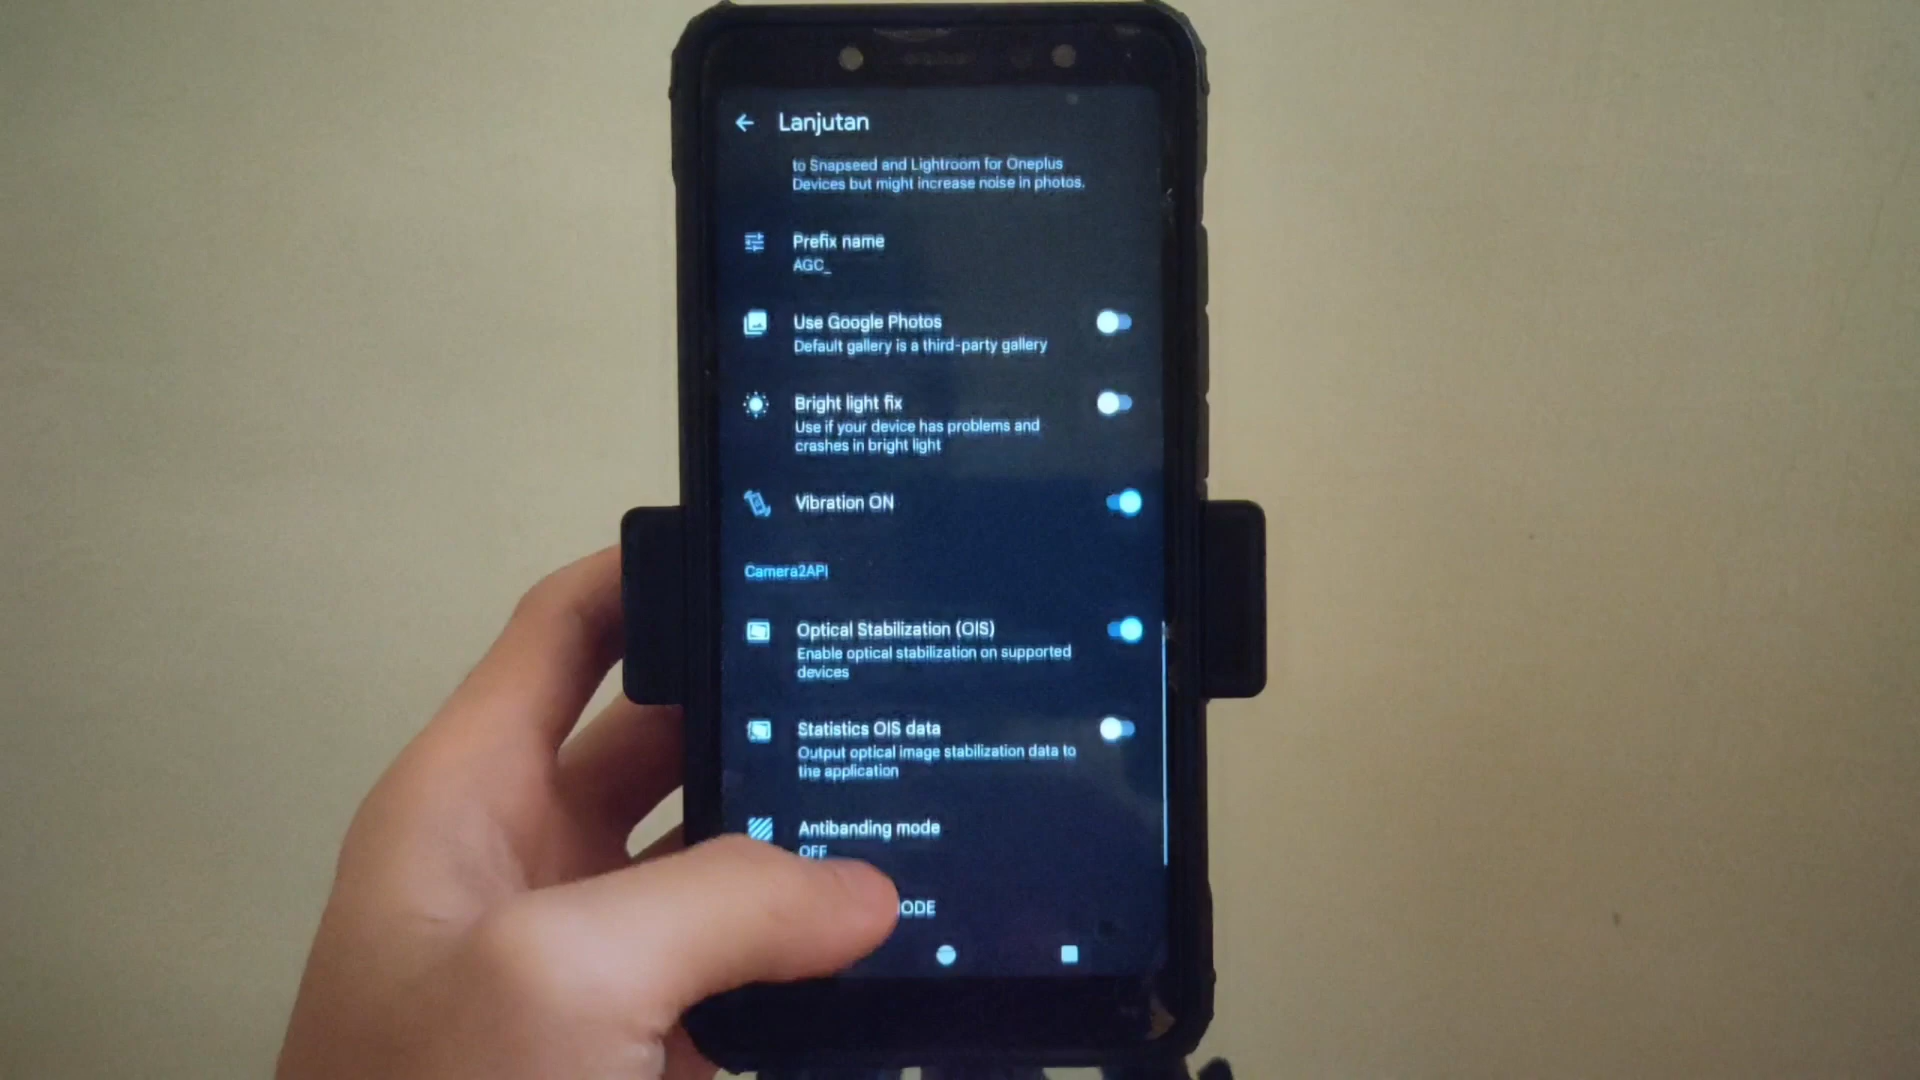 Lanjutan
to Snapseed and Lightroom for Oneplus
Devices but might increase noise in photos.
Prefix name
AGC_
Use Google Photos
Default gallery is a third-party gallery
Bright light fix
Use if your device has problems and
crashes in bright light
Vibration ON
Camera2API
Optical Stabilization (OIS)
Enable optical stabilization on supported
devices
Statistics OIS data
Output optical image stabilization data to
the application
Antibanding mode
OFF